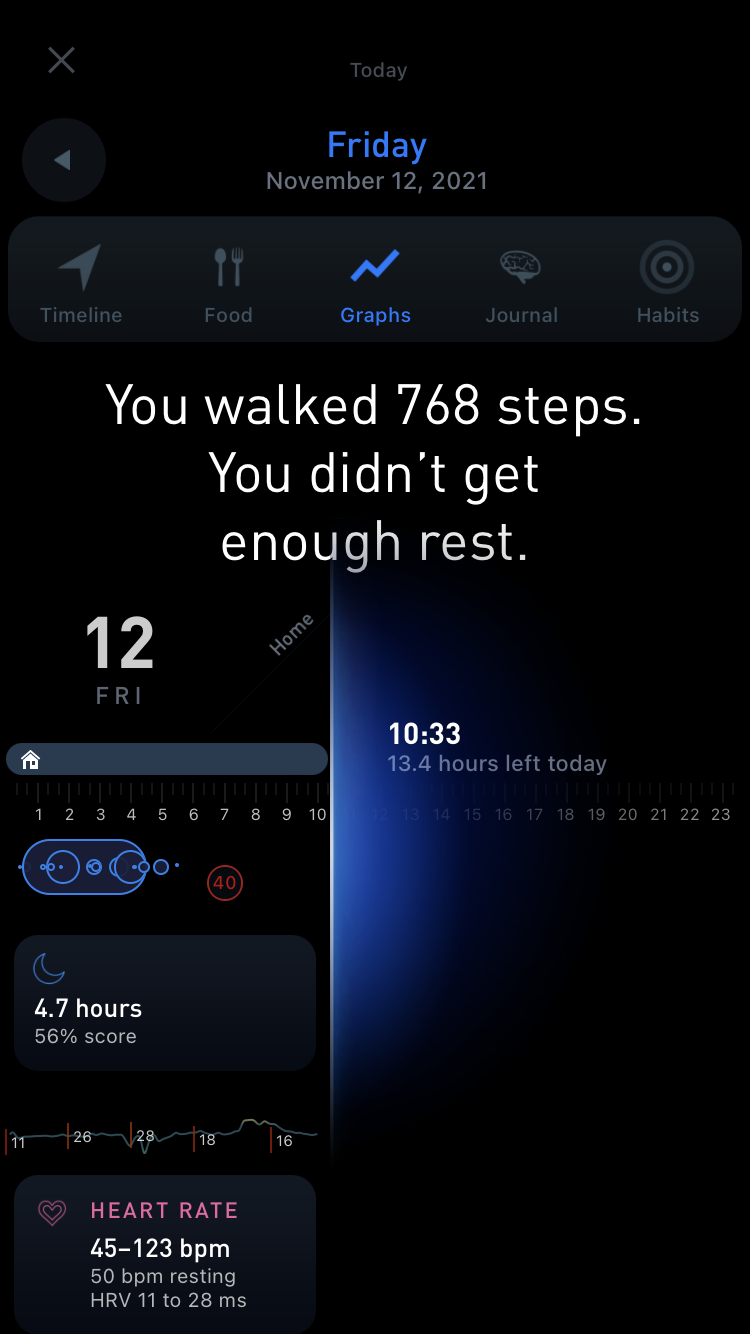 Today
Friday
November 12, 2021
Timeline Food Graphs Journal Habits
You walked 768 steps.
You didn’t get
enough rest.
12
FRI
Home
10:33
13.4 hours left today
1 2 3 4 5 6 7 8 9 10 12 13 14 15 16 17 18 19 20 21 22 23
40
4.7 hours
56% score
11 26 28 18 16
HEART RATE
45–123 bpm
50 bpm resting
HRV 11 to 28 ms